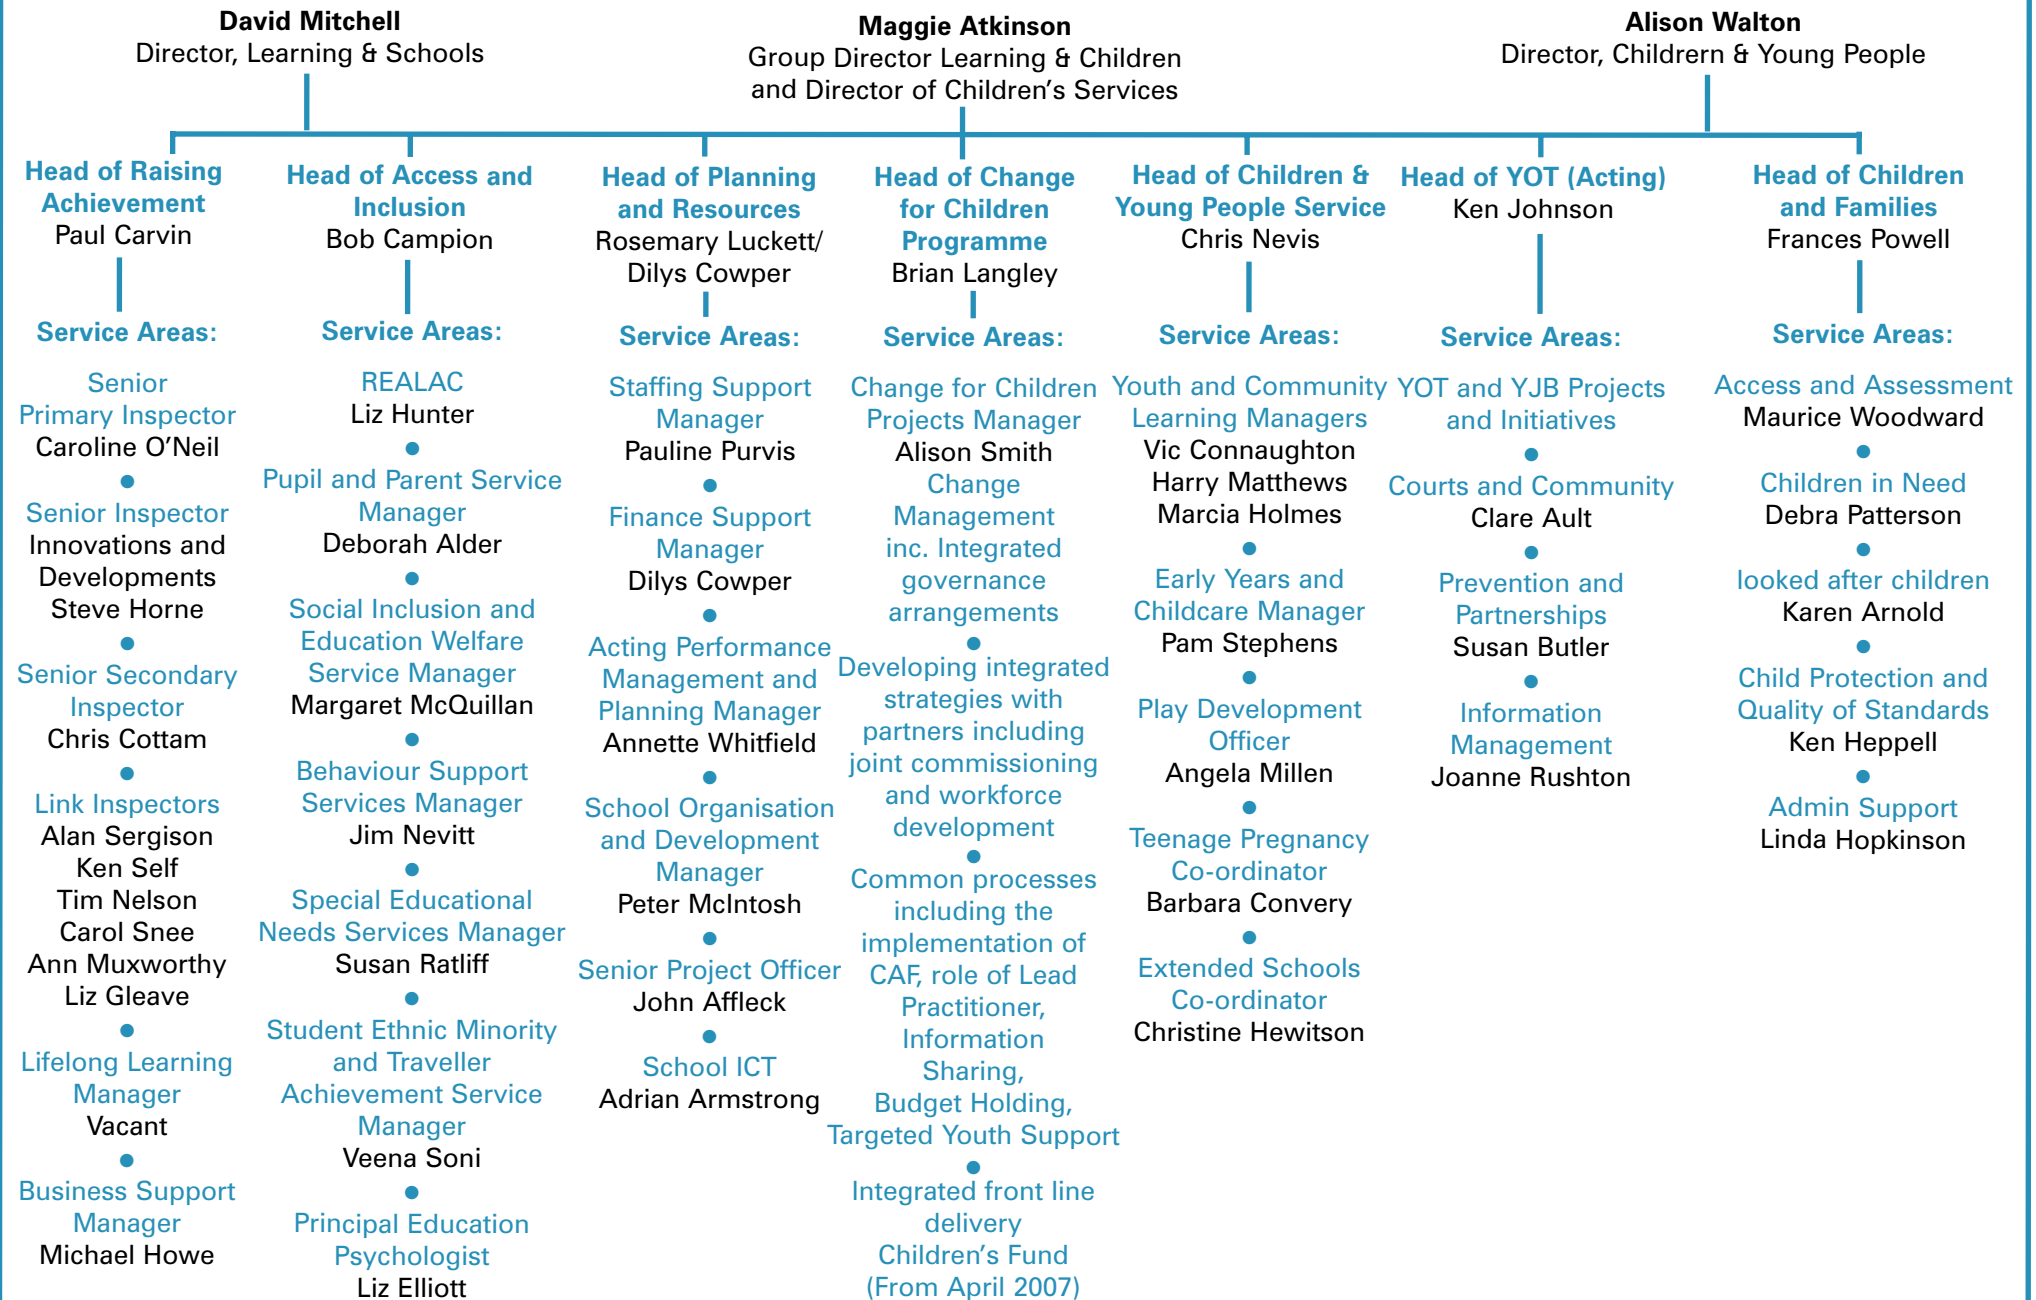 David Mitchell
Director, Learning & Schools
Maggie Atkinson
Group Director Learning & Children
and Director of Children's Services
Alison Walton
Director, Childrern & Young People
Head of Raising
Achievement
Paul Carvin
Service Areas:
Senior
Primary Inspector
Caroline O'Neil
Senior Inspector
Innovations and
Developments
Steve Horne
Senior Secondary
Inspector
Chris Cottam
Link Inspectors
Alan Sergison
Ken Self
Tim Nelson
Carol Snee
Ann Muxworthy
Liz Gleave
Lifelong Learning
Manager
Vacant
Business Support
Manager
Michael Howe
Head of Access and
Inclusion
Bob Campion
Service Areas:
REALAC
Liz Hunter
Pupil and Parent Service
Manager
Deborah Alder
Social Inclusion and
Education Welfare
Service Manager
Margaret McQuillan
Behaviour Support
Services Manager
Jim Nevitt
Special Educational
Needs Services Manager
Susan Ratliff
Student Ethnic Minority
and Traveller
Achievement Service
Manager
Veena Soni
Principal Education
Psychologist
Liz Elliott
Head of Planning
and Resources
Rosemary Luckett/
Dilys Cowper
Service Areas:
Staffing Support
Manager
Pauline Purvis
Finance Support
Manager
Dilys Cowper
Acting Performance
Management and
Planning Manager
Annette Whitfield
School Organisation
and Development
Manager
Peter McIntosh
Senior Project Officer
John Affleck
School ICT
Adrian Armstrong
Head of Change
for Children
Programme
Brian Langley
Service Areas:
Change for Children
Projects Manager
Alison Smith
Change
Management
inc. Integrated
governance
arrangements
Developing integrated
strategies with
partners including
joint commissioning
and workforce
development
Common processes
including the
implementation of
CAF, role of Lead
Practitioner,
Information
Sharing,
Budget Holding,
Targeted Youth Support
Integrated front line
delivery
Children's Fund
(From April 2007)
Head of Children &
Young People Service
Chris Nevis
Service Areas:
Youth and Community
Learning Managers
Vic Connaughton
Harry Matthews
Marcia Holmes
Early Years and
Childcare Manager
Pam Stephens
Play Development
Officer
Angela Millen
Teenage Pregnancy
Co-ordinator
Barbara Convery
Extended Schools
Co-ordinator
Christine Hewitson
Head of YOT (Acting)
Ken Johnson
Service Areas:
YOT and YJB Projects
and Initiatives
Courts and Community
Clare Ault
Prevention and
Partnerships
Susan Butler
Information
Management
Joanne Rushton
Head of Children
and Families
Frances Powell
Service Areas:
Access and Assessment
Maurice Woodward
Children in Need
Debra Patterson
looked after children
Karen Arnold
Child Protection and
Quality of Standards
Ken Heppell
Admin Support
Linda Hopkinson